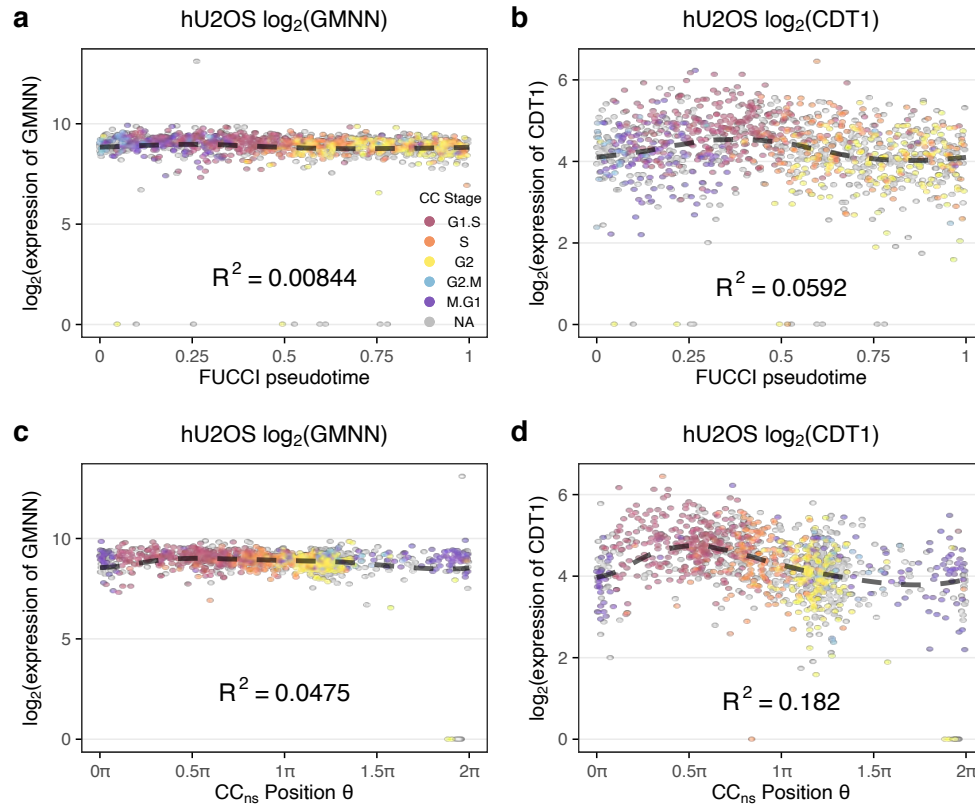 a
hU2OS log₂(GMNN)
log₂(expression of GMNN)
10
5
0
CC Stage
G1.S
S
G2
G2.M
M.G1
NA
R² = 0.00844
0 0.25 0.5 0.75 1
FUCCI pseudotime
b
hU2OS log₂(CDT1)
log₂(expression of CDT1)
6
4
2
0
R² = 0.0592
0 0.25 0.5 0.75 1
FUCCI pseudotime
c
hU2OS log₂(GMNN)
log₂(expression of GMNN)
10
5
0
R² = 0.0475
0π 0.5π 1π 1.5π 2π
CCₙₛ Position θ
d
hU2OS log₂(CDT1)
log₂(expression of CDT1)
6
4
2
0
R² = 0.182
0π 0.5π 1π 1.5π 2π
CCₙₛ Position θ